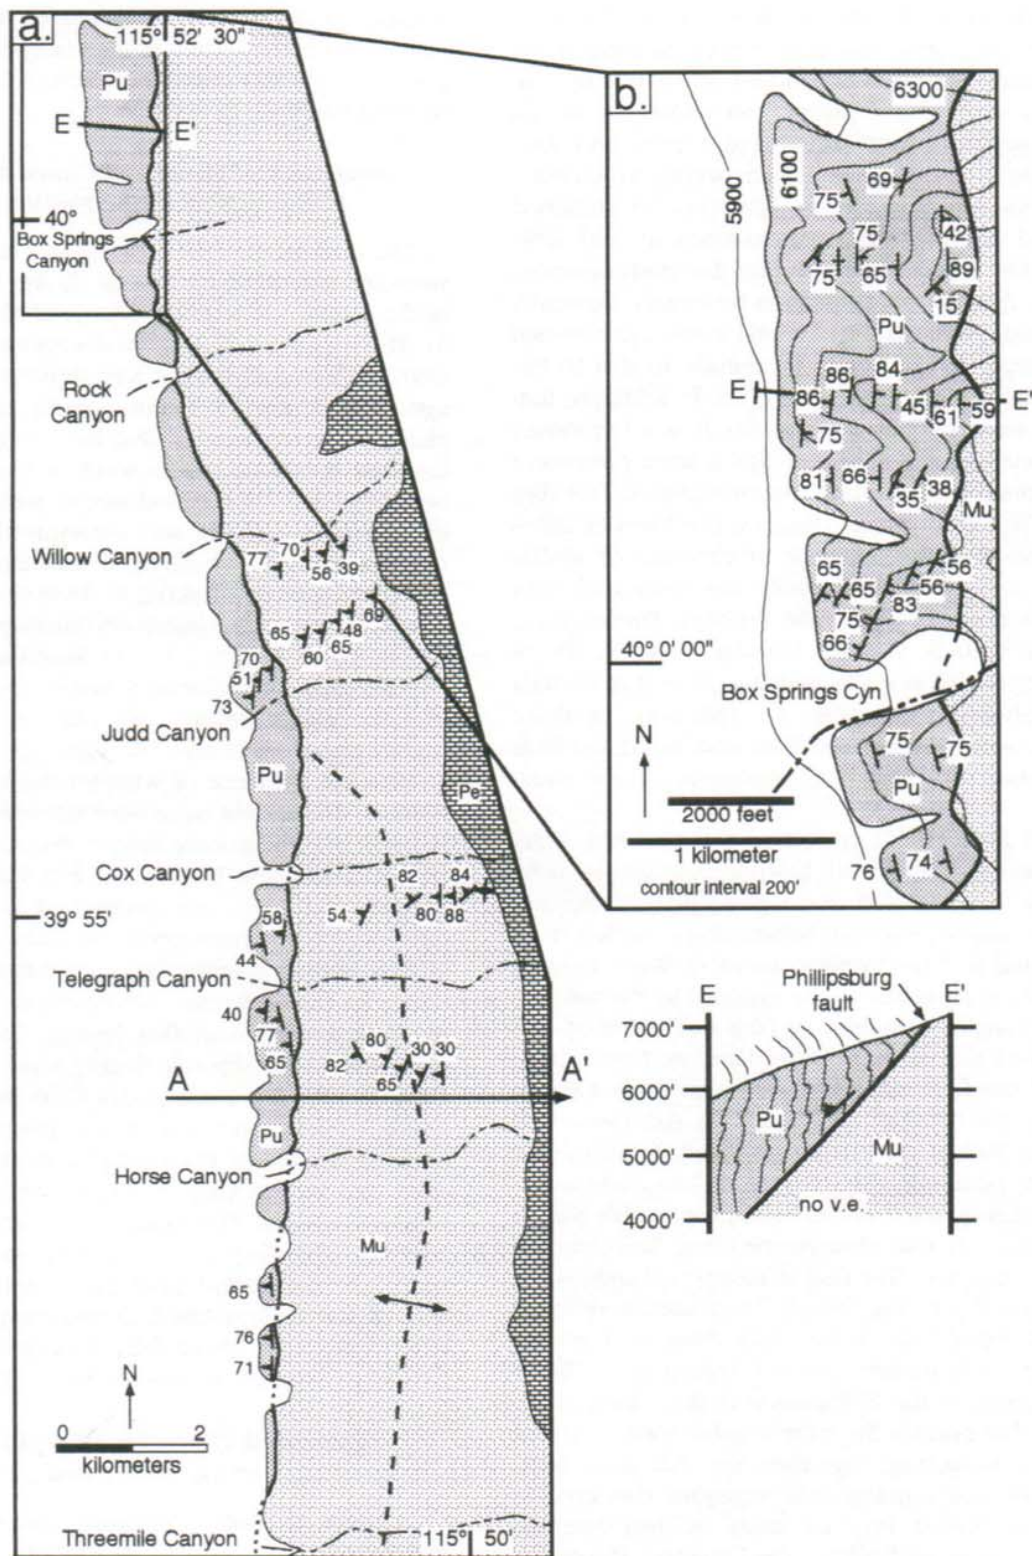 a.
115° 52' 30"
Pu
E E'
40°
Box Springs
Canyon
Rock
Canyon
Willow Canyon
77 70 56 39
69
48
65 60 65
70
51
73
Judd Canyon
Pu
Pe
Cox Canyon
82 84
54 80 88
39° 55'
58
44
Telegraph Canyon
40
77
65
80 30 30
82 65
A A'
Pu
Horse Canyon
Mu
65
76
71
N
0 2
kilometers
Threemile Canyon
115° 50'
b.
6300
6100
5900
69
75
42
75
75 65
89
15
Pu
86 84
E E'
86 45 61 59
75
81 66 35 38
Mu
65 65 56
56
75 83
66
40° 0' 00"
Box Springs Cyn
N
75 75
Pu
2000 feet
1 kilometer
contour interval 200'
76 74
Phillipsburg
fault
E E'
7000'
6000'
5000'
4000'
Pu
Mu
no v.e.